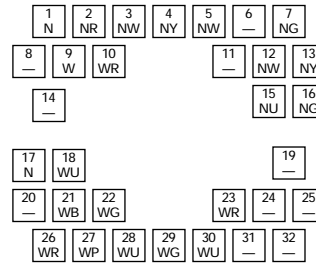 1 2 3 4 5 6 7
N NR NW NY NW — NG
8 9 10 11 12 13
— W WR — NW NY
14 15 16
— NU NG
17 18 19
N WU —
20 21 22 23 24 25
— WB WG WR — —
26 27 28 29 30 31 32
WR WP WU WG WU — —